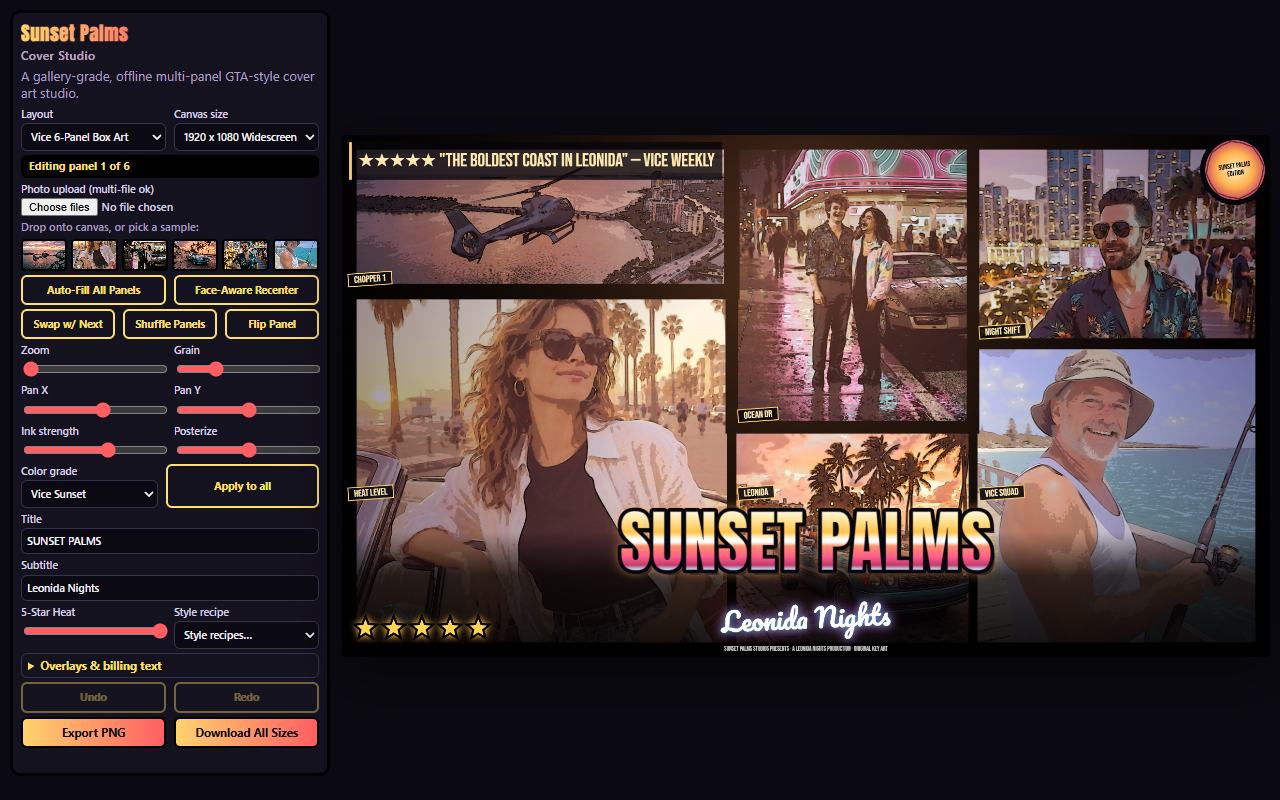 Sunset Palms
Cover Studio
A gallery-grade, offline multi-panel GTA-style cover
art studio.
Layout
Canvas size
Vice 6-Panel Box Art
1920 x 1080 Widescreen
Editing panel 1 of 6
Photo upload (multi-file ok)
Choose files No file chosen
Drop onto canvas, or pick a sample:
Auto-Fill All Panels
Face-Aware Recenter
Swap w/ Next
Shuffle Panels
Flip Panel
Zoom
Grain
Pan X
Pan Y
Ink strength
Posterize
Color grade
Vice Sunset
Apply to all
Title
SUNSET PALMS
Subtitle
Leonida Nights
5-Star Heat
Style recipe
Style recipes...
Overlays & billing text
Undo
Redo
Export PNG
Download All Sizes
★★★★★ "THE BOLDEST COAST IN LEONIDA" — VICE WEEKLY
SUNSET PALMS
EDITION
CHOPPER 1
NIGHT SHIFT
OCEAN DR
HEAT LEVEL
LEONIDA
VICE SQUAD
SUNSET PALMS
Leonida Nights
SUNSET PALMS STUDIOS PRESENTS · A LEONIDA NIGHTS PRODUCTION · ORIGINAL KEY ART